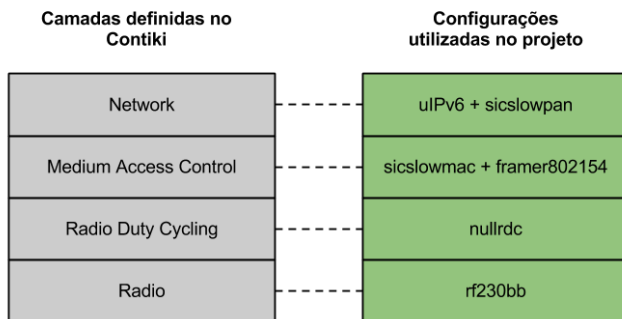 Camadas definidas no
Contiki
Configurações
utilizadas no projeto
Network
uIPv6 + sicslowpan
Medium Access Control
sicslowmac + framer802154
Radio Duty Cycling
nullrdc
Radio
rf230bb